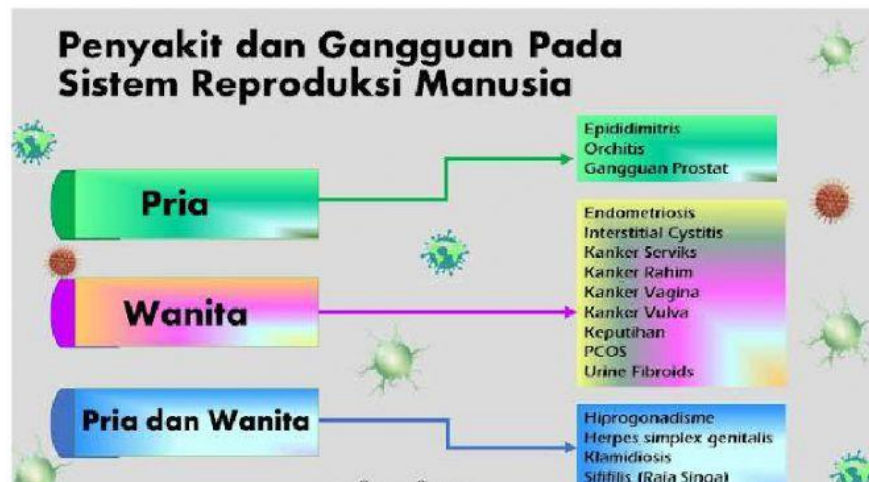 Penyakit dan Gangguan Pada
Sistem Reproduksi Manusia
Pria
Epididimitris
Orchitis
Gangguan Prostat
Wanita
Endometriosis
Interstitial Cystitis
Kanker Serviks
Kanker Rahim
Kanker Vagina
Kanker Vulva
Keputihan
PCOS
Urine Fibroids
Pria dan Wanita
Hiprogonadisme
Herpes simplex genitalis
Klamidiosis
Sififilis (Raja Singa)